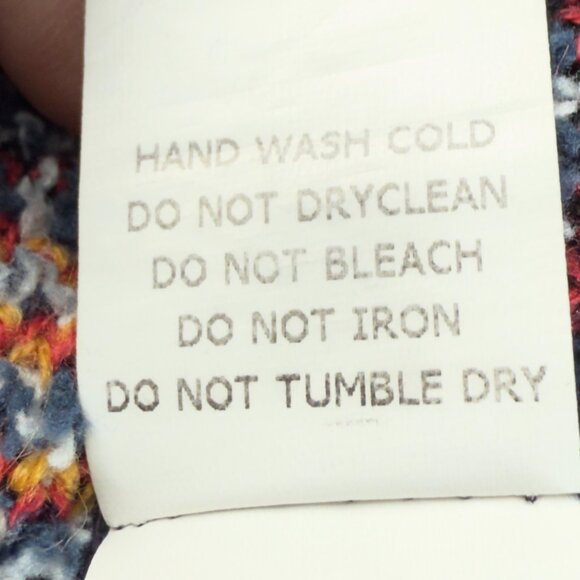 HAND WASH COLD
DO NOT DRYCLEAN
DO NOT BLEACH
DO NOT IRON
DO NOT TUMBLE DRY